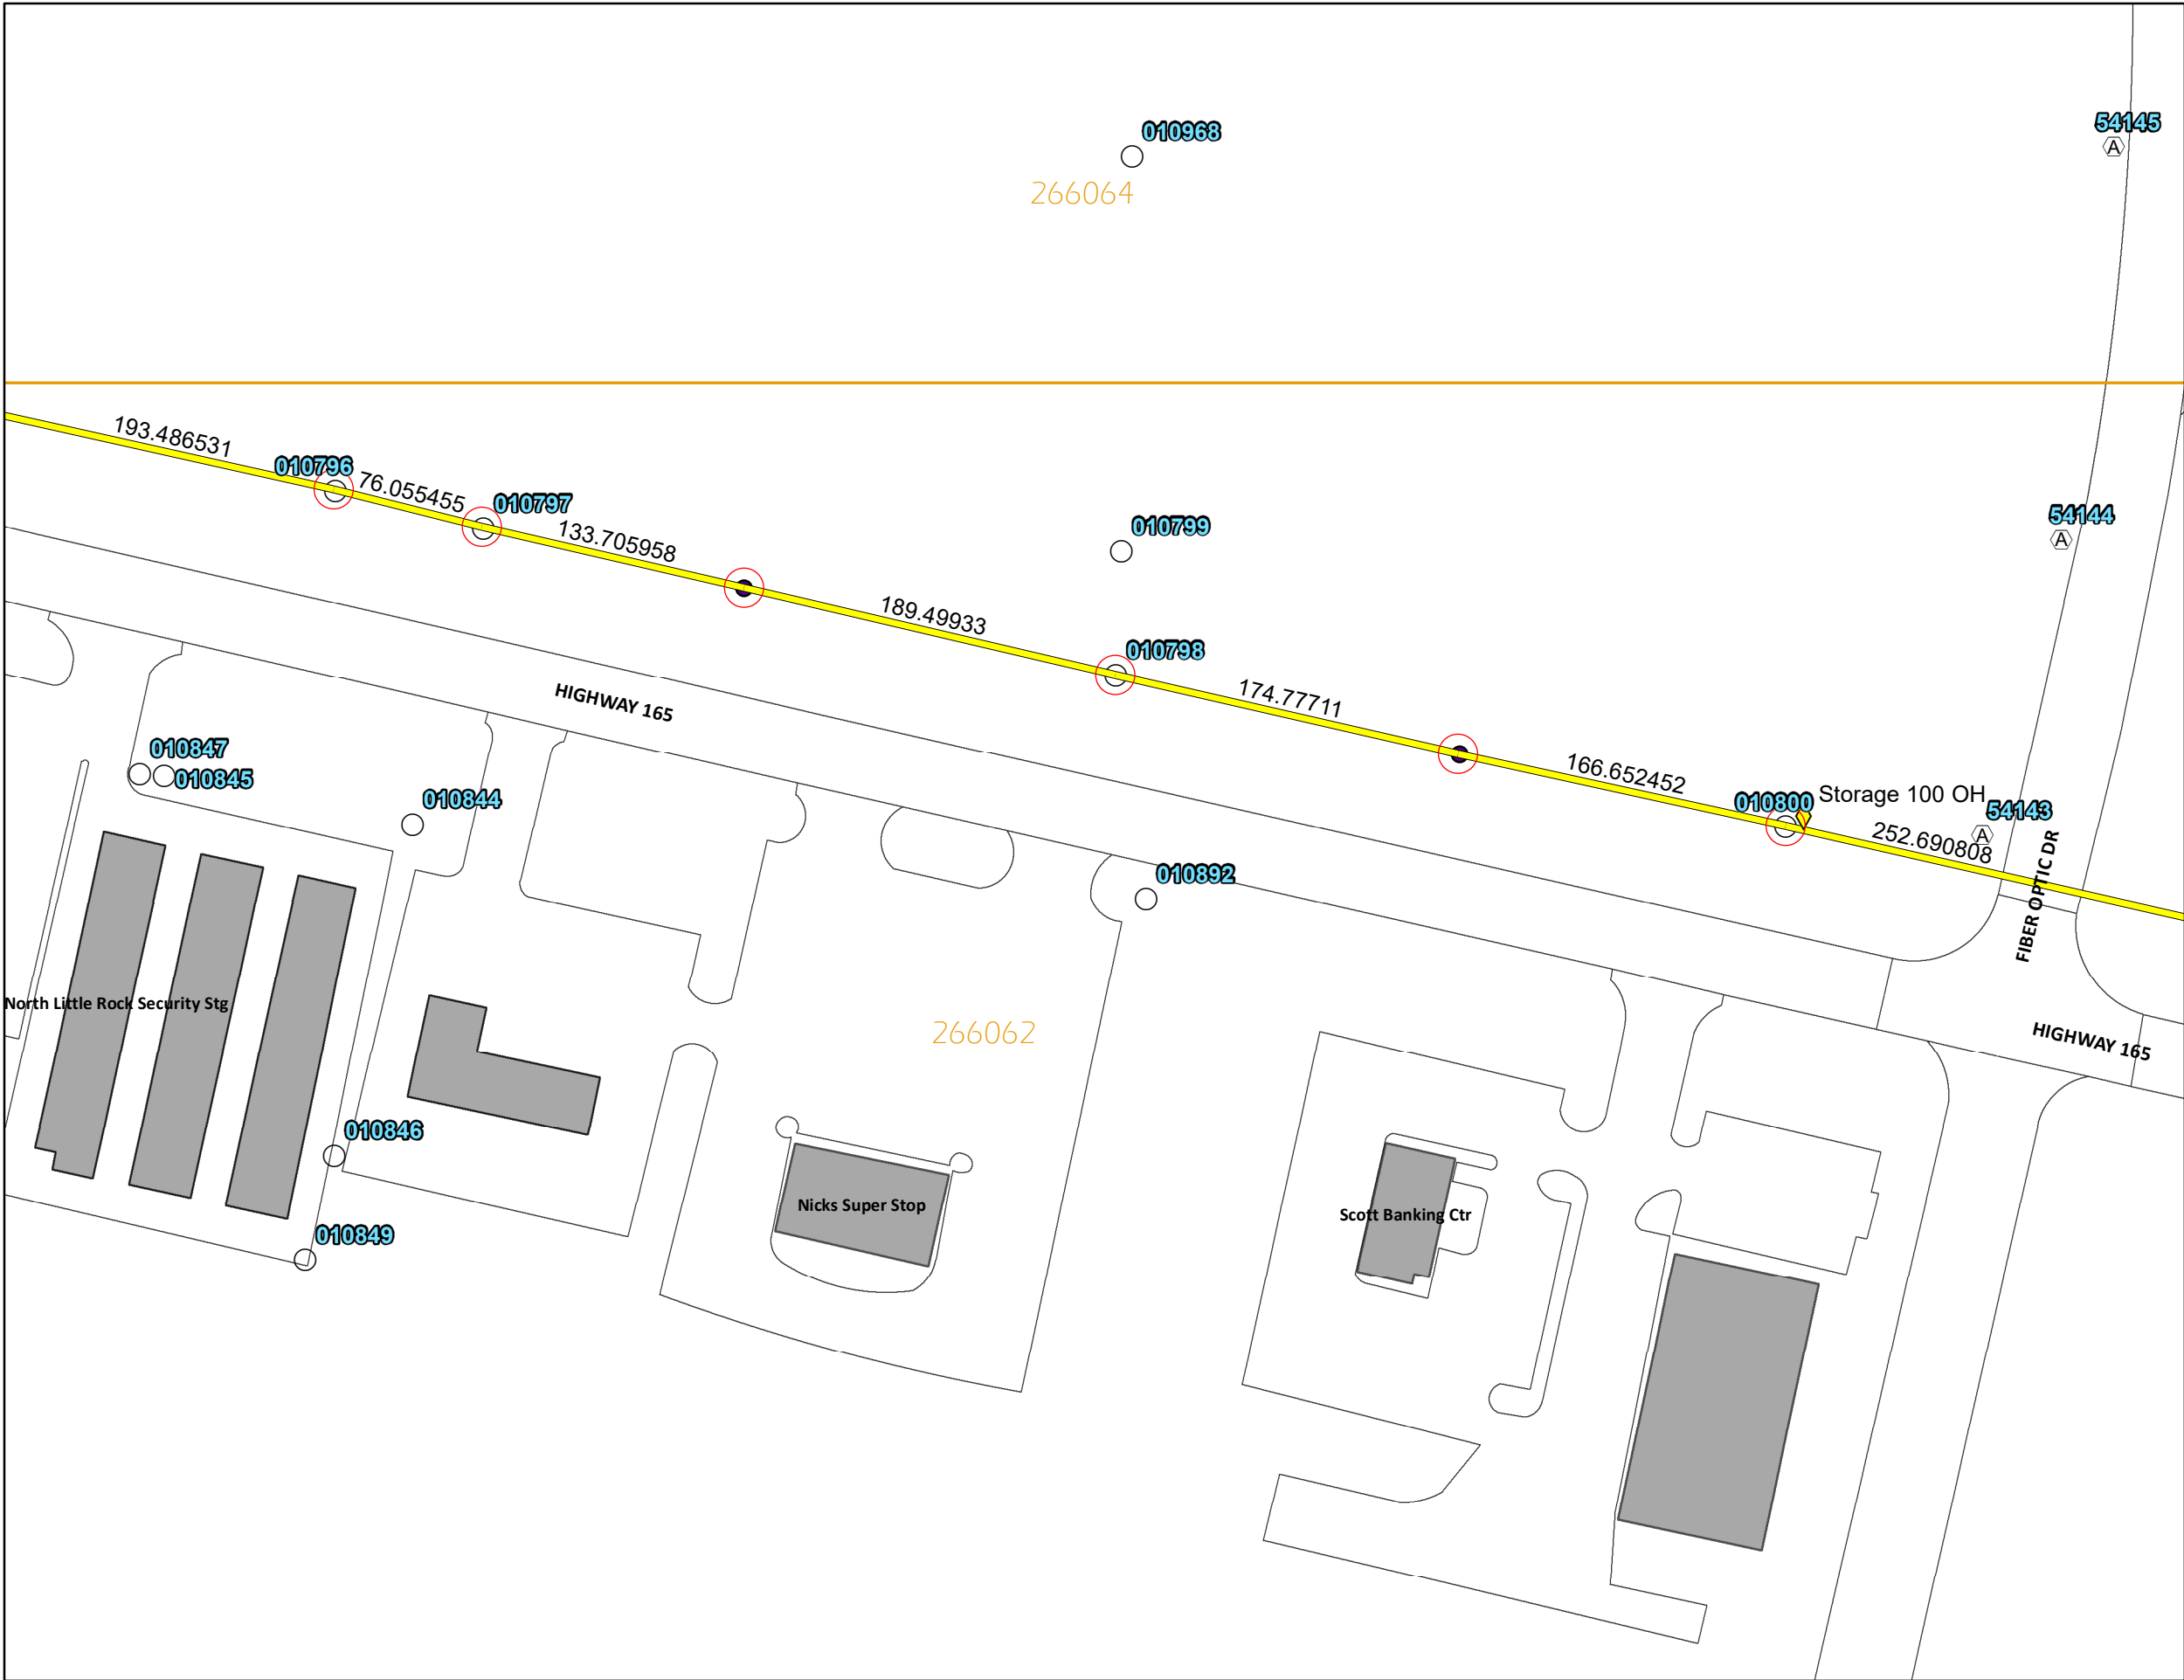 54145
010968
266064
193.486531
010796
76.055455
010797
133.705958
54144
010799
189.49933
010798
174.77711
HIGHWAY 165
010847
010845
166.652452
Storage 100 OH
010844
010800
54143
252.690808
010892
FIBER OPTIC DR
North Little Rock Security Stg
266062
HIGHWAY 165
010846
Nicks Super Stop
Scott Banking Ctr
010849
A
A
A